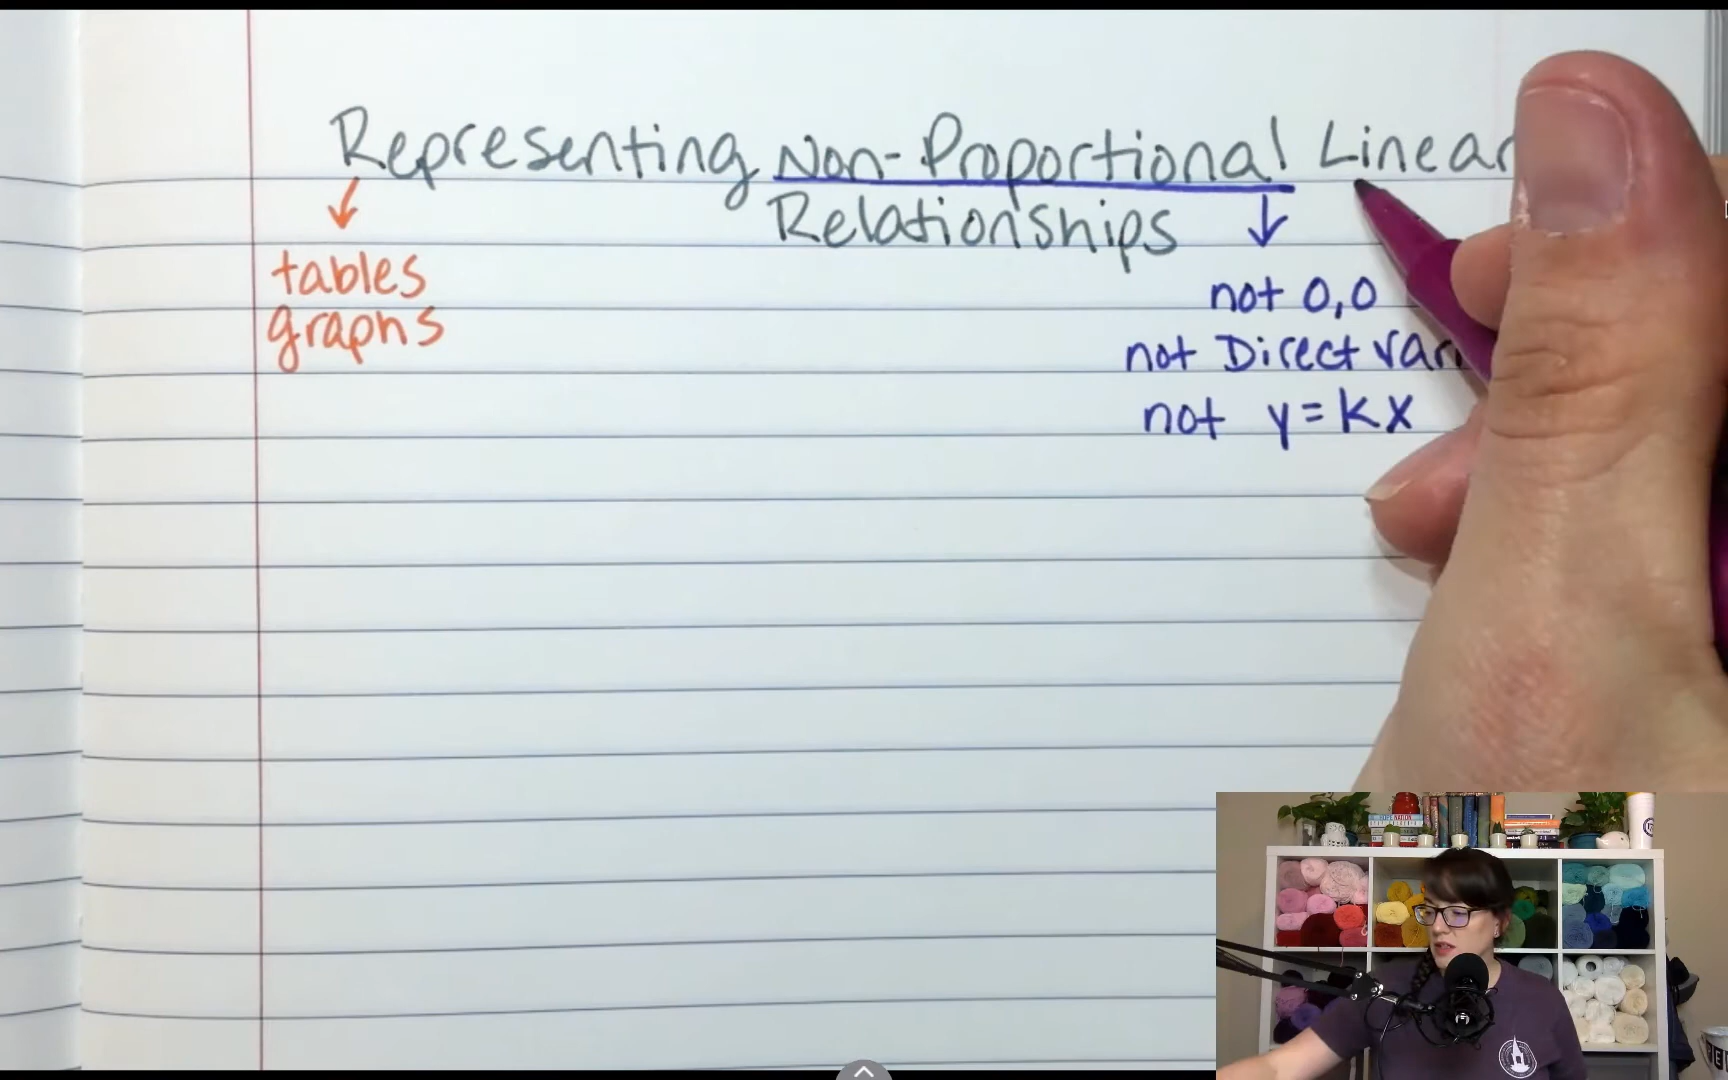 Representing Non-Proportional Linear
Relationships
tables
graphs
not 0,0
not Direct
not y=kx